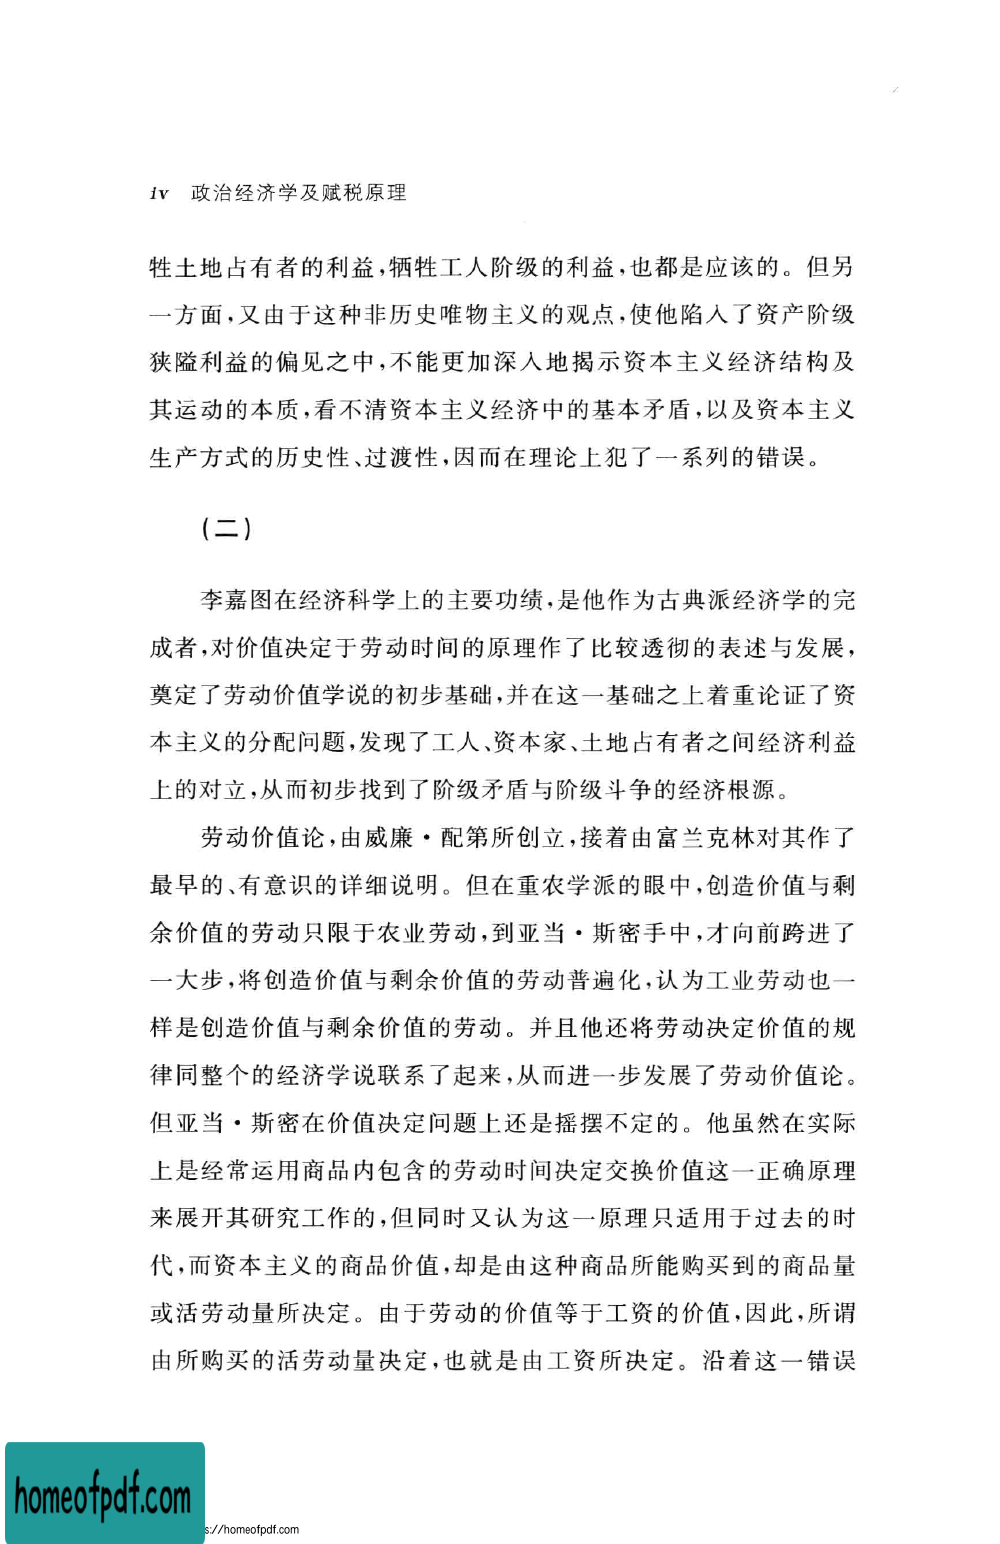 iv 政治经济学及赋税原理
牲土地占有者的利益,牺牲工人阶级的利益,也都是应该的。但另
一方面,又由于这种非历史唯物主义的观点,使他陷入了资产阶级
狭隘利益的偏见之中,不能更加深入地揭示资本主义经济结构及
其运动的本质,看不清资本主义经济中的基本矛盾,以及资本主义
生产方式的历史性、过渡性,因而在理论上犯了一系列的错误。
(二)
李嘉图在经济科学上的主要功绩,是他作为古典派经济学的完
成者,对价值决定于劳动时间的原理作了比较透彻的表述与发展,
奠定了劳动价值学说的初步基础,并在这一基础之上着重论证了资
本主义的分配问题,发现了工人、资本家、土地占有者之间经济利益
上的对立,从而初步找到了阶级矛盾与阶级斗争的经济根源。
劳动价值论,由威廉·配第所创立,接着由富兰克林对其作了
最早的、有意识的详细说明。但在重农学派的眼中,创造价值与剩
余价值的劳动只限于农业劳动,到亚当·斯密手中,才向前跨进了
一大步,将创造价值与剩余价值的劳动普遍化,认为工业劳动也一
样是创造价值与剩余价值的劳动。并且他还将劳动决定价值的规
律同整个的经济学说联系了起来,从而进一步发展了劳动价值论。
但亚当·斯密在价值决定问题上还是摇摆不定的。他虽然在实际
上是经常运用商品内包含的劳动时间决定交换价值这一正确原理
来展开其研究工作的,但同时又认为这一原理只适用于过去的时
代,而资本主义的商品价值,却是由这种商品所能购买到的商品量
或活劳动量所决定。由于劳动的价值等于工资的价值,因此,所谓
由所购买的活劳动量决定,也就是由工资所决定。沿着这一错误
homeofpdf.com
s://homeofpdf.com